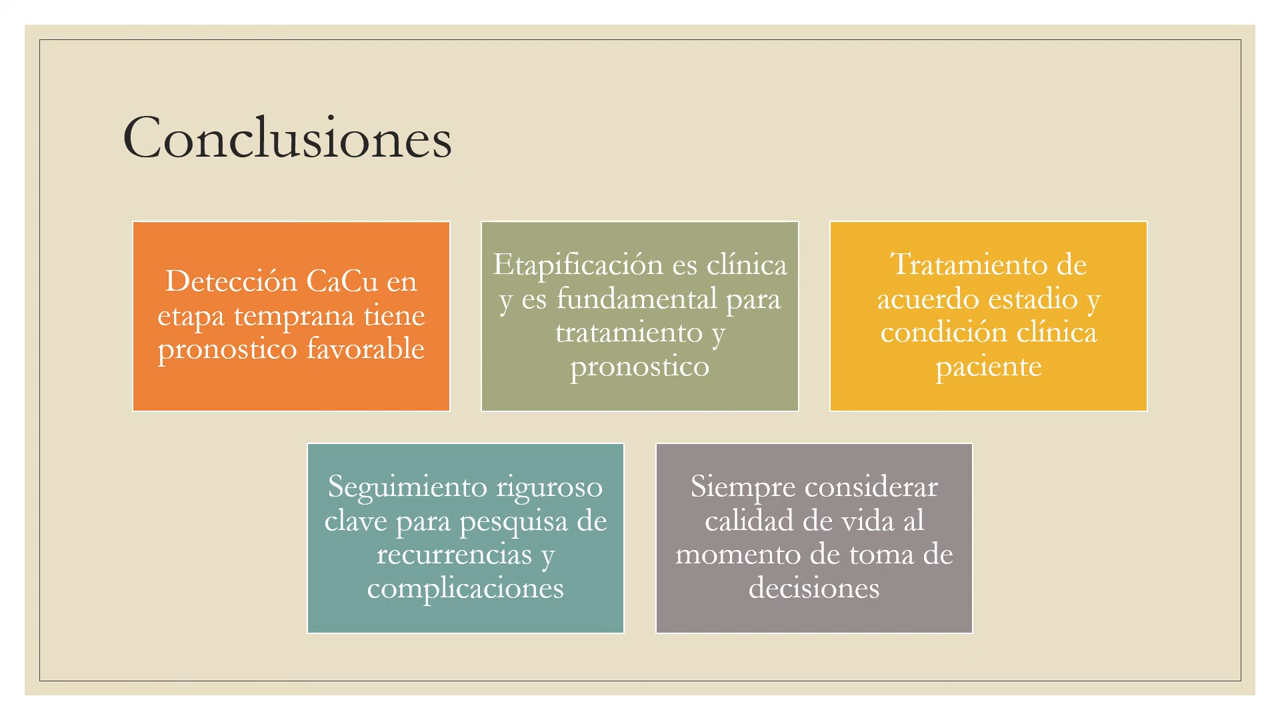 Conclusiones
Detección CaCu en
etapa temprana tiene
pronostico favorable
Etapificación es clínica
y es fundamental para
tratamiento y
pronostico
Tratamiento de
acuerdo estadio y
condición clínica
paciente
Seguimiento riguroso
clave para pesquisa de
recurrencias y
complicaciones
Siempre considerar
calidad de vida al
momento de toma de
decisiones